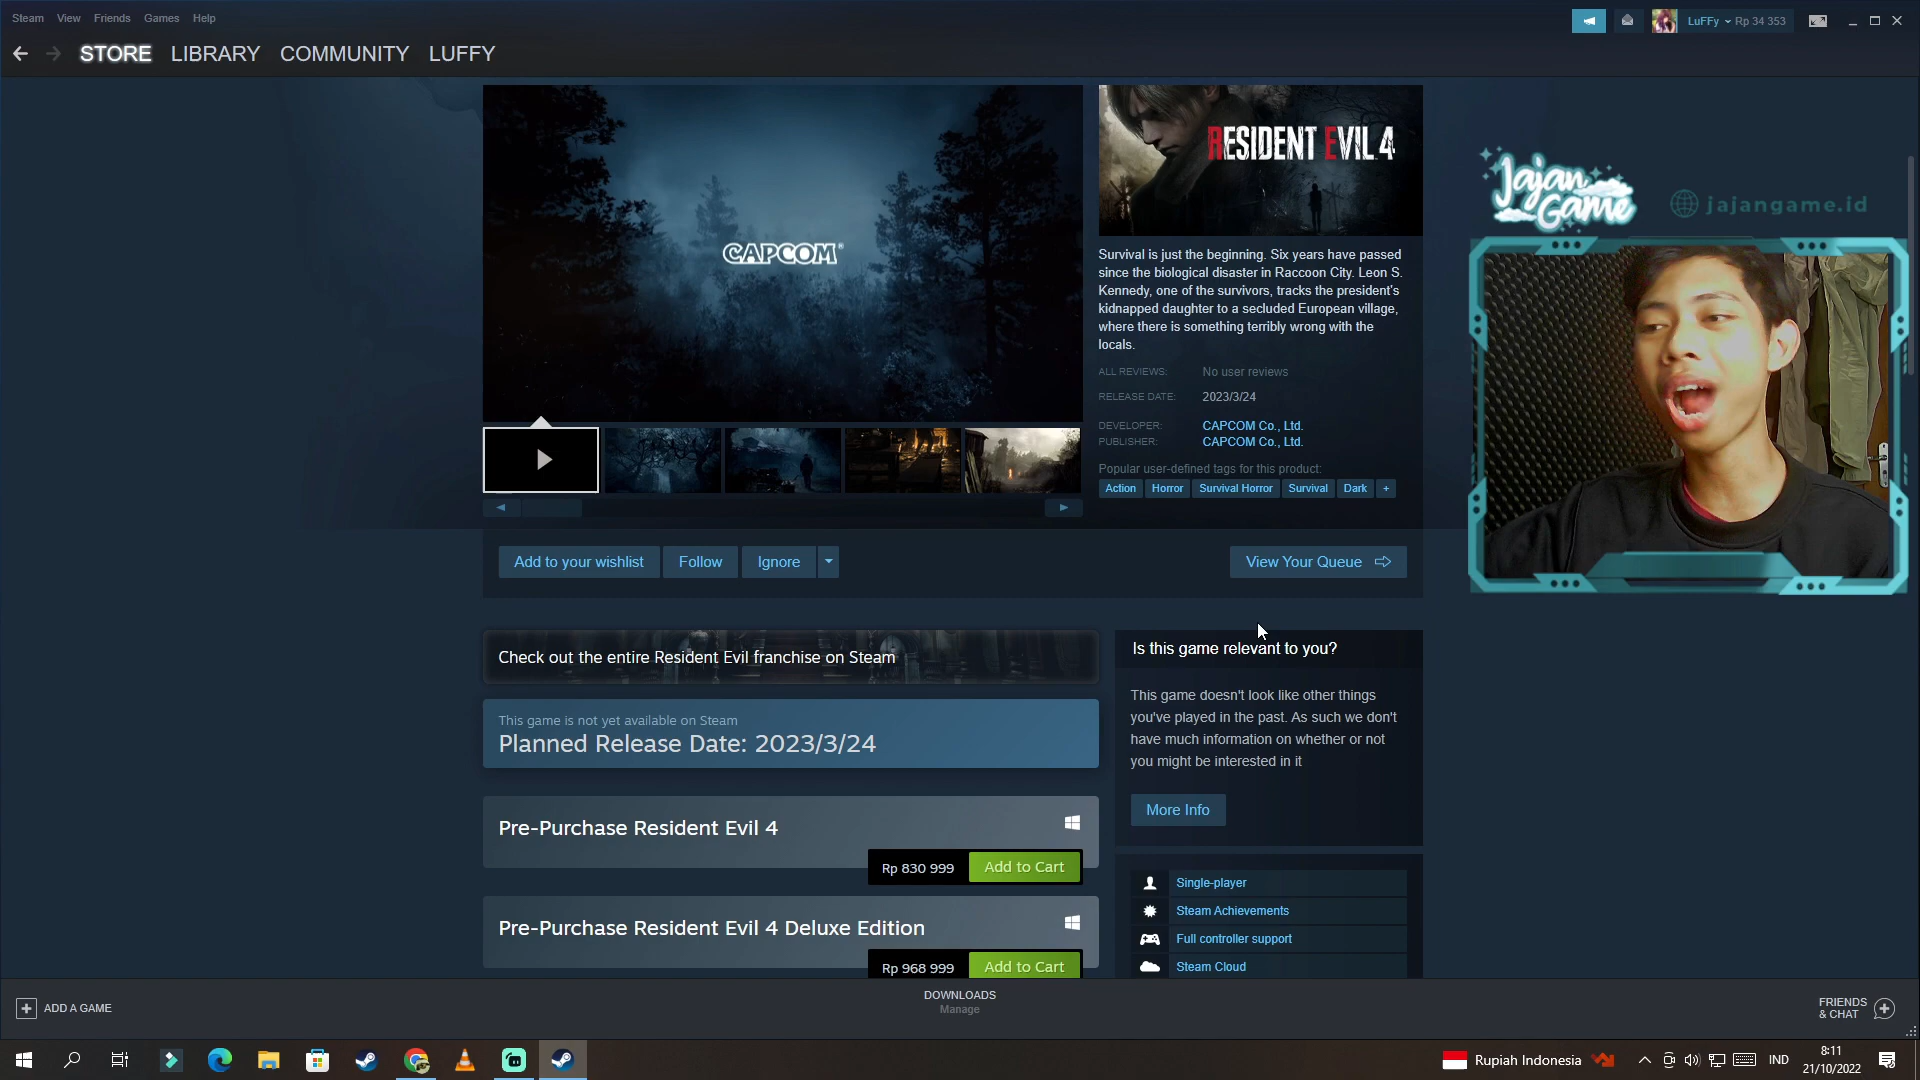 Steam View Friends Games Help
LuFFy Rp 34 353
STORE LIBRARY COMMUNITY LUFFY
CAPCOM
RESIDENT EVIL 4
Survival is just the beginning. Six years have passed
since the biological disaster in Raccoon City. Leon S.
Kennedy, one of the survivors, tracks the president's
kidnapped daughter to a secluded European village,
where there is something terribly wrong with the
locals.
ALL REVIEWS: No user reviews
RELEASE DATE: 2023/3/24
DEVELOPER: CAPCOM Co., Ltd.
PUBLISHER: CAPCOM Co., Ltd.
Popular user-defined tags for this product:
Action Horror Survival Horror Survival Dark +
Jajan Game
jajangame.id
Add to your wishlist Follow Ignore
View Your Queue
Check out the entire Resident Evil franchise on Steam
This game is not yet available on Steam
Planned Release Date: 2023/3/24
Pre-Purchase Resident Evil 4
Rp 830 999 Add to Cart
Pre-Purchase Resident Evil 4 Deluxe Edition
Rp 968 999 Add to Cart
Is this game relevant to you?
This game doesn't look like other things
you've played in the past. As such we don't
have much information on whether or not
you might be interested in it
More Info
Single-player
Steam Achievements
Full controller support
Steam Cloud
ADD A GAME
DOWNLOADS
Manage
FRIENDS
& CHAT
Rupiah Indonesia
IND
8:11
21/10/2022